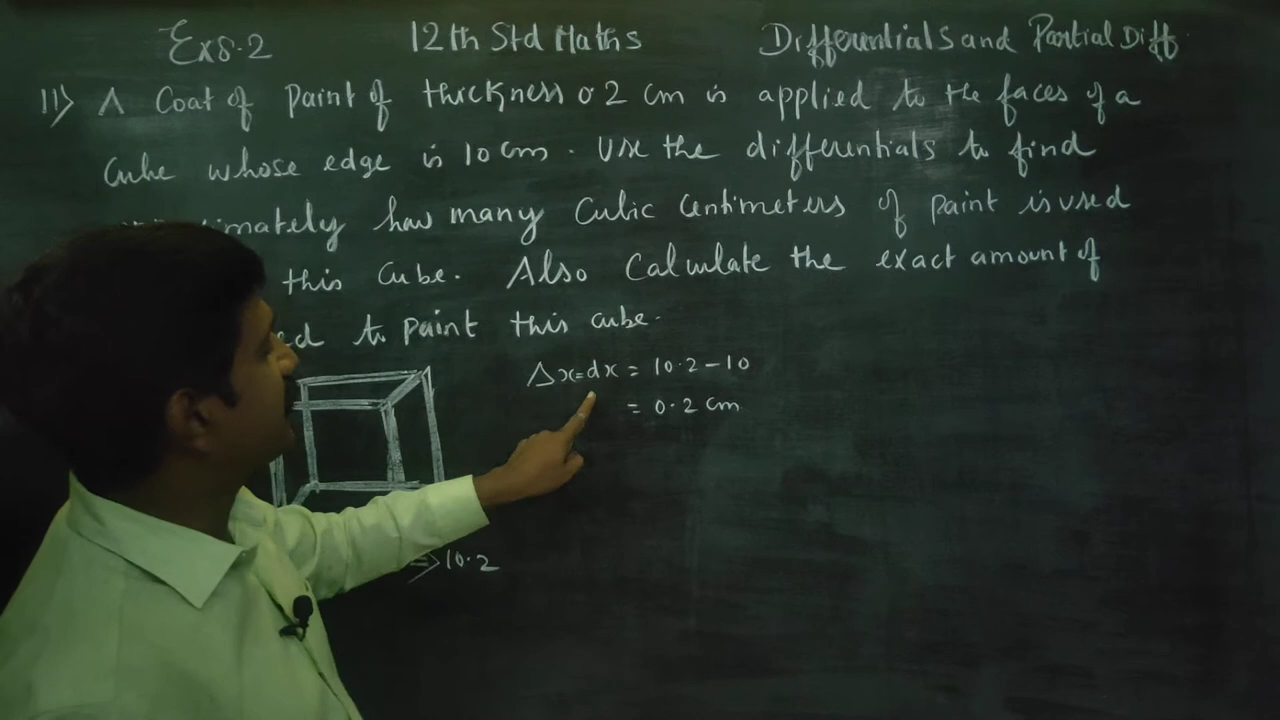 Ex 8.2 12th Std Maths Differentials and Partial Diff
11) A Coat of paint of thickness 0 2 cm is applied to the faces of a
Cube whose edge is 10 cm. Use the differentials to find
how many Cubic Centimeters of paint is used
this Cube. Also Calculate the exact amount of
to paint this cube.
Δx=dx = 10.2-10
= 0.2 cm
⇒ 10.2